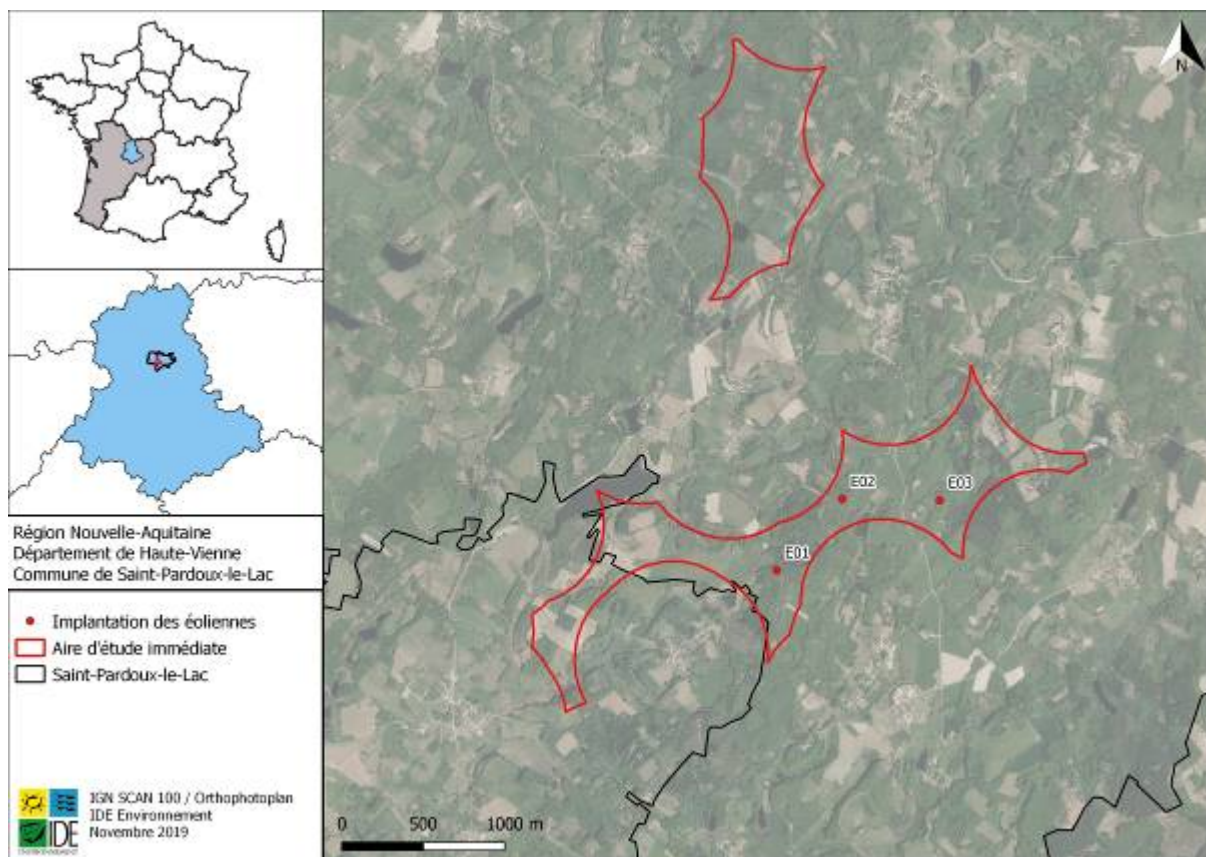 N
E02
E03
E01
Région Nouvelle-Aquitaine
Département de Haute-Vienne
Commune de Saint-Pardoux-le-Lac
Implantation des éoliennes
Aire d'étude immédiate
Saint-Pardoux-le-Lac
IGN SCAN 100 / Orthophotoplan
IDE Environnement
Novembre 2019
IDE
0 500 1000 m